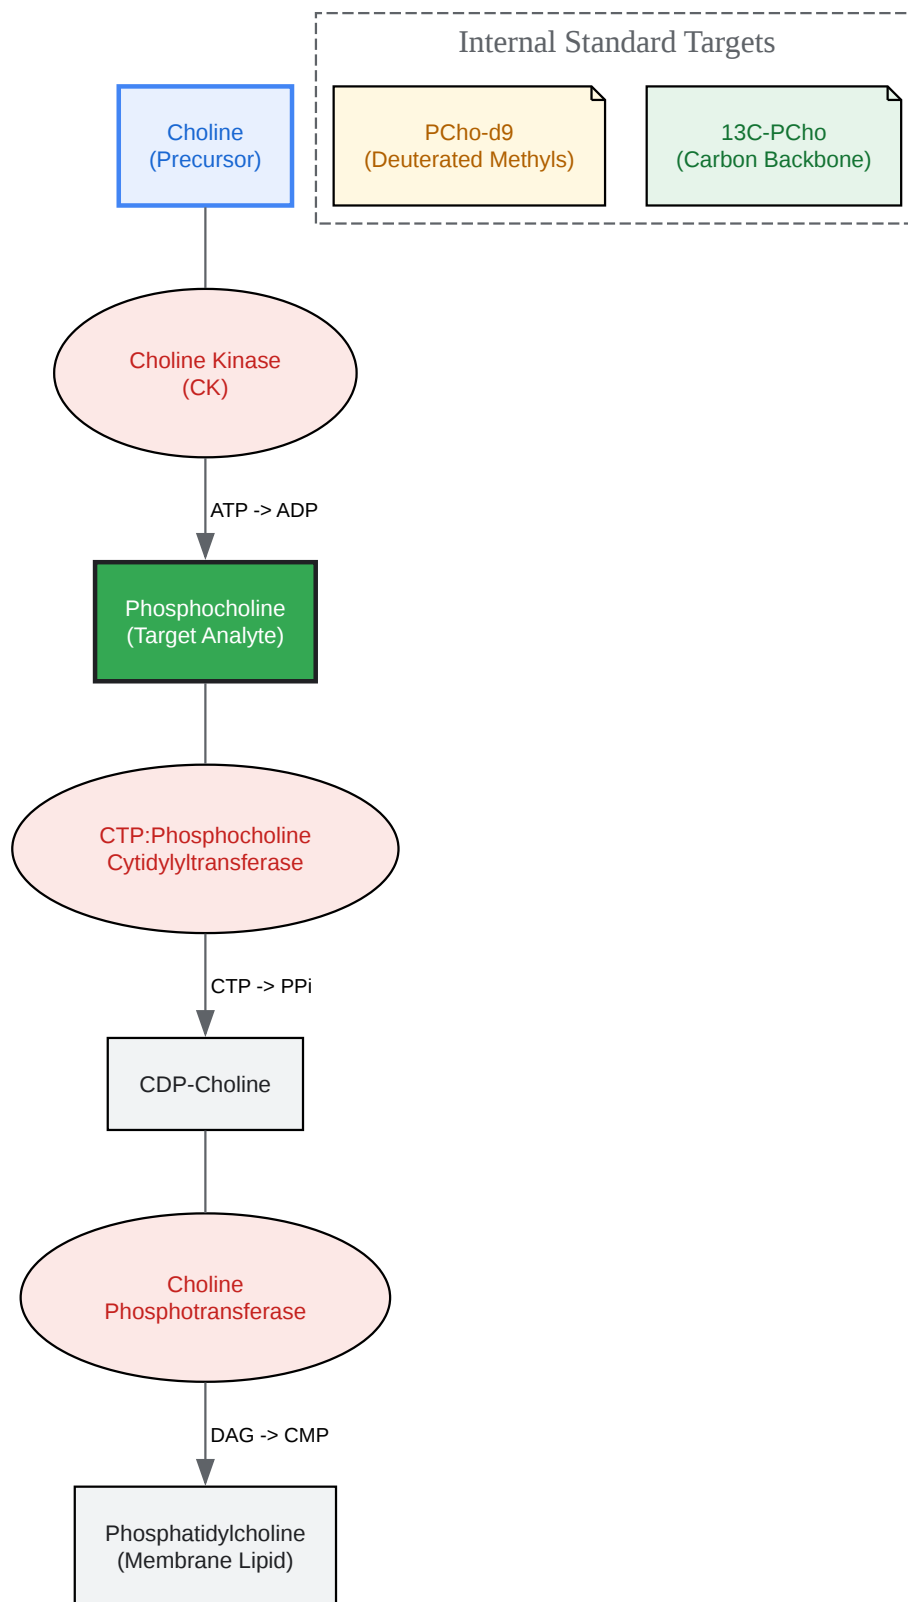 Internal Standard Targets
Choline
(Precursor)
PCho-d9
(Deuterated Methyls)
13C-PCho
(Carbon Backbone)
Choline Kinase
(CK)
ATP -> ADP
Phosphocholine
(Target Analyte)
CTP:Phosphocholine
Cytidylyltransferase
CTP -> PPi
CDP-Choline
Choline
Phosphotransferase
DAG -> CMP
Phosphatidylcholine
(Membrane Lipid)